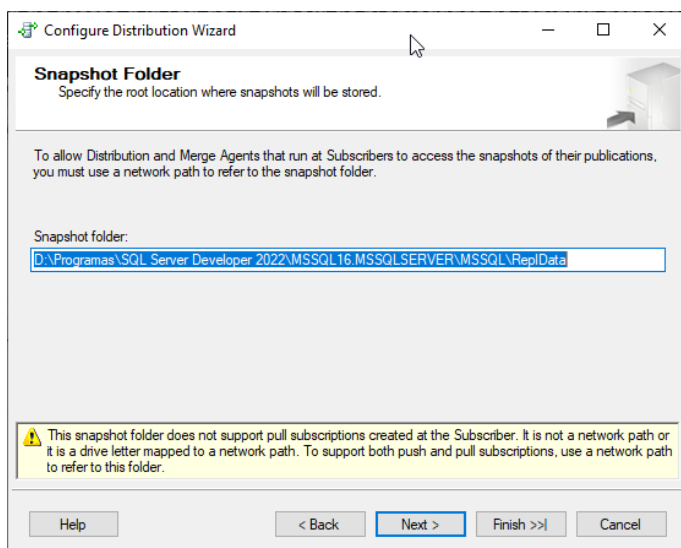 Configure Distribution Wizard
Snapshot Folder
Specify the root location where snapshots will be stored.
To allow Distribution and Merge Agents that run at Subscribers to access the snapshots of their publications,
you must use a network path to refer to the snapshot folder.
Snapshot folder:
D:\Programas\SQL Server Developer 2022\MSSQL16.MSSQLSERVER\MSSQL\ReplData
This snapshot folder does not support pull subscriptions created at the Subscriber. It is not a network path or
it is a drive letter mapped to a network path. To support both push and pull subscriptions, use a network path
to refer to this folder.
Help < Back Next > Finish >>| Cancel